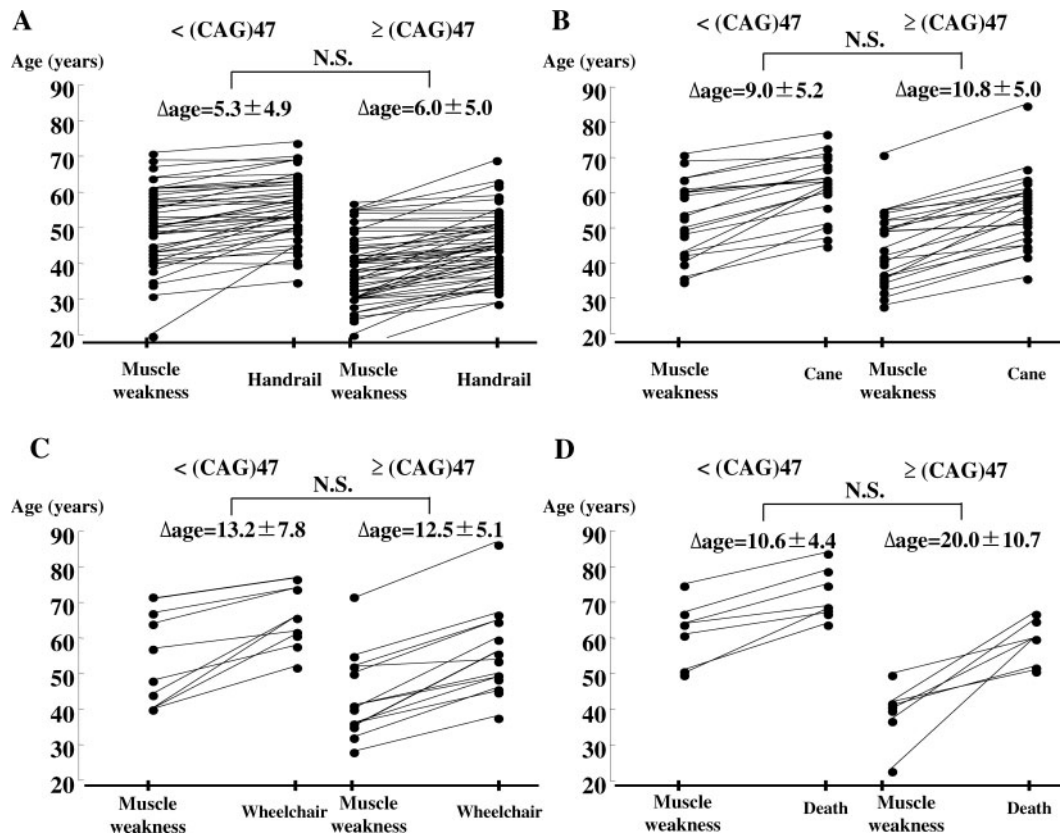 A
< (CAG)47
≥ (CAG)47
Age (years)
N.S.
Δage=5.3±4.9
Δage=6.0±5.0
90
80
70
60
50
40
30
20
Muscle weakness
Handrail
Muscle weakness
Handrail
B
< (CAG)47
≥ (CAG)47
Age (years)
N.S.
Δage=9.0±5.2
Δage=10.8±5.0
90
80
70
60
50
40
30
20
Muscle weakness
Cane
Muscle weakness
Cane
C
< (CAG)47
≥ (CAG)47
Age (years)
N.S.
Δage=13.2±7.8
Δage=12.5±5.1
90
80
70
60
50
40
30
20
Muscle weakness
Wheelchair
Muscle weakness
Wheelchair
D
< (CAG)47
≥ (CAG)47
Age (years)
N.S.
Δage=10.6±4.4
Δage=20.0±10.7
90
80
70
60
50
40
30
20
Muscle weakness
Death
Muscle weakness
Death